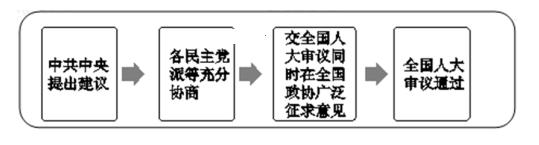 中共中央
提出建议
各民主党
派等充分
协商
交全国人
大审议同
时在全国
政协广泛
征求意见
全国人大
审议通过